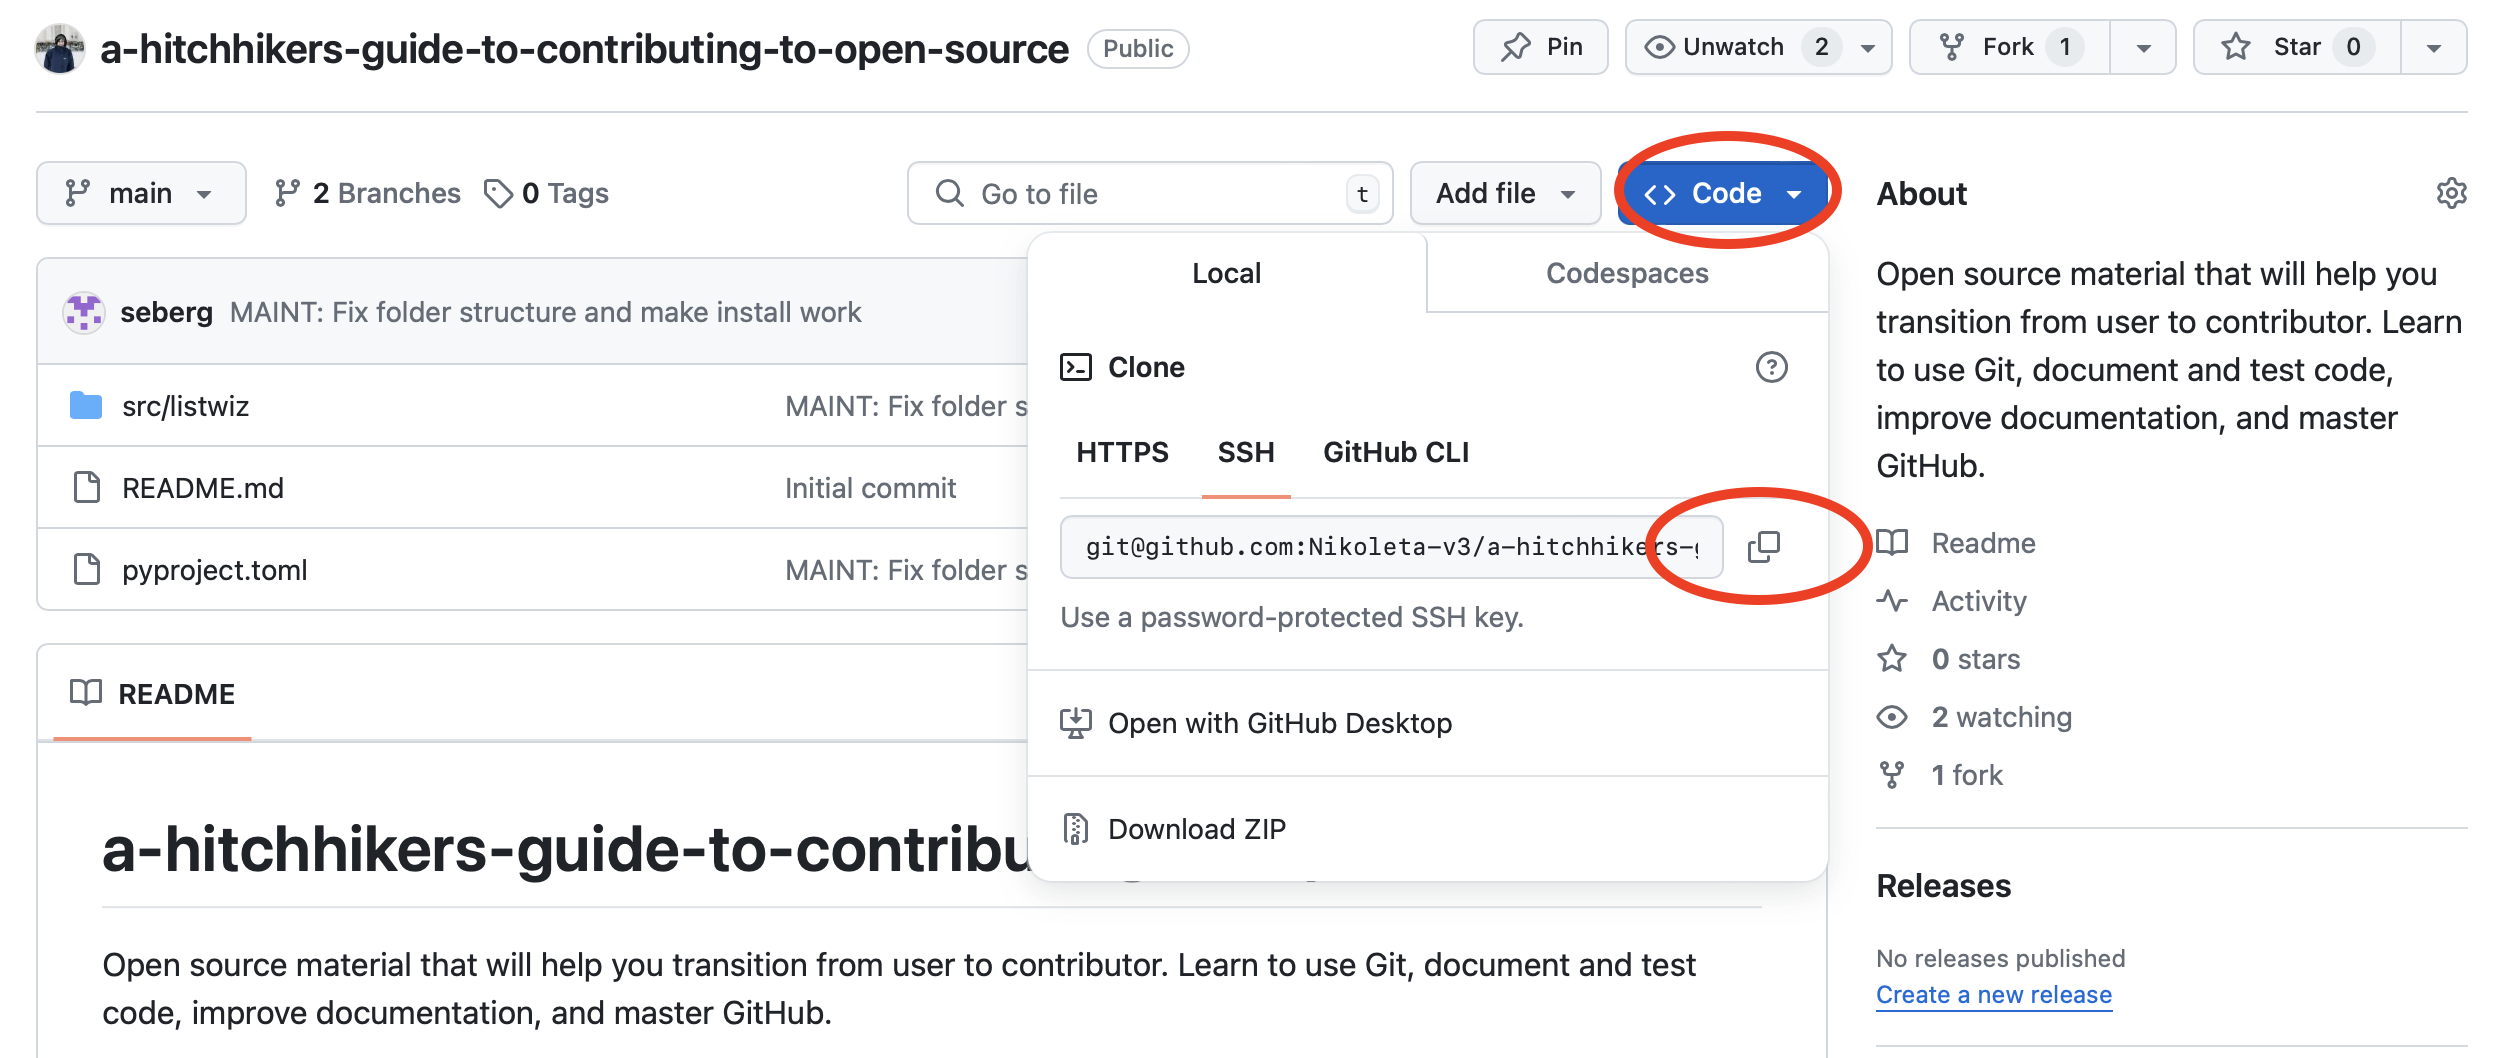 a-hitchhikers-guide-to-contributing-to-open-source Public Pin Unwatch 2 Fork 1 Star 0
main 2 Branches 0 Tags Go to file t Add file Code
seberg MAINT: Fix folder structure and make install work
src/listwiz MAINT: Fix folder s
README.md Initial commit
pyproject.toml MAINT: Fix folder s
Local Codespaces
Clone
HTTPS SSH GitHub CLI
git@github.com:Nikoleta-v3/a-hitchhikers-g
Use a password-protected SSH key.
Open with GitHub Desktop
Download ZIP
README
a-hitchhikers-guide-to-contribu
Open source material that will help you transition from user to contributor. Learn to use Git, document and test
code, improve documentation, and master GitHub.
About
Open source material that will help you
transition from user to contributor. Learn
to use Git, document and test code,
improve documentation, and master
GitHub.
Readme
Activity
0 stars
2 watching
1 fork
Releases
No releases published
Create a new release